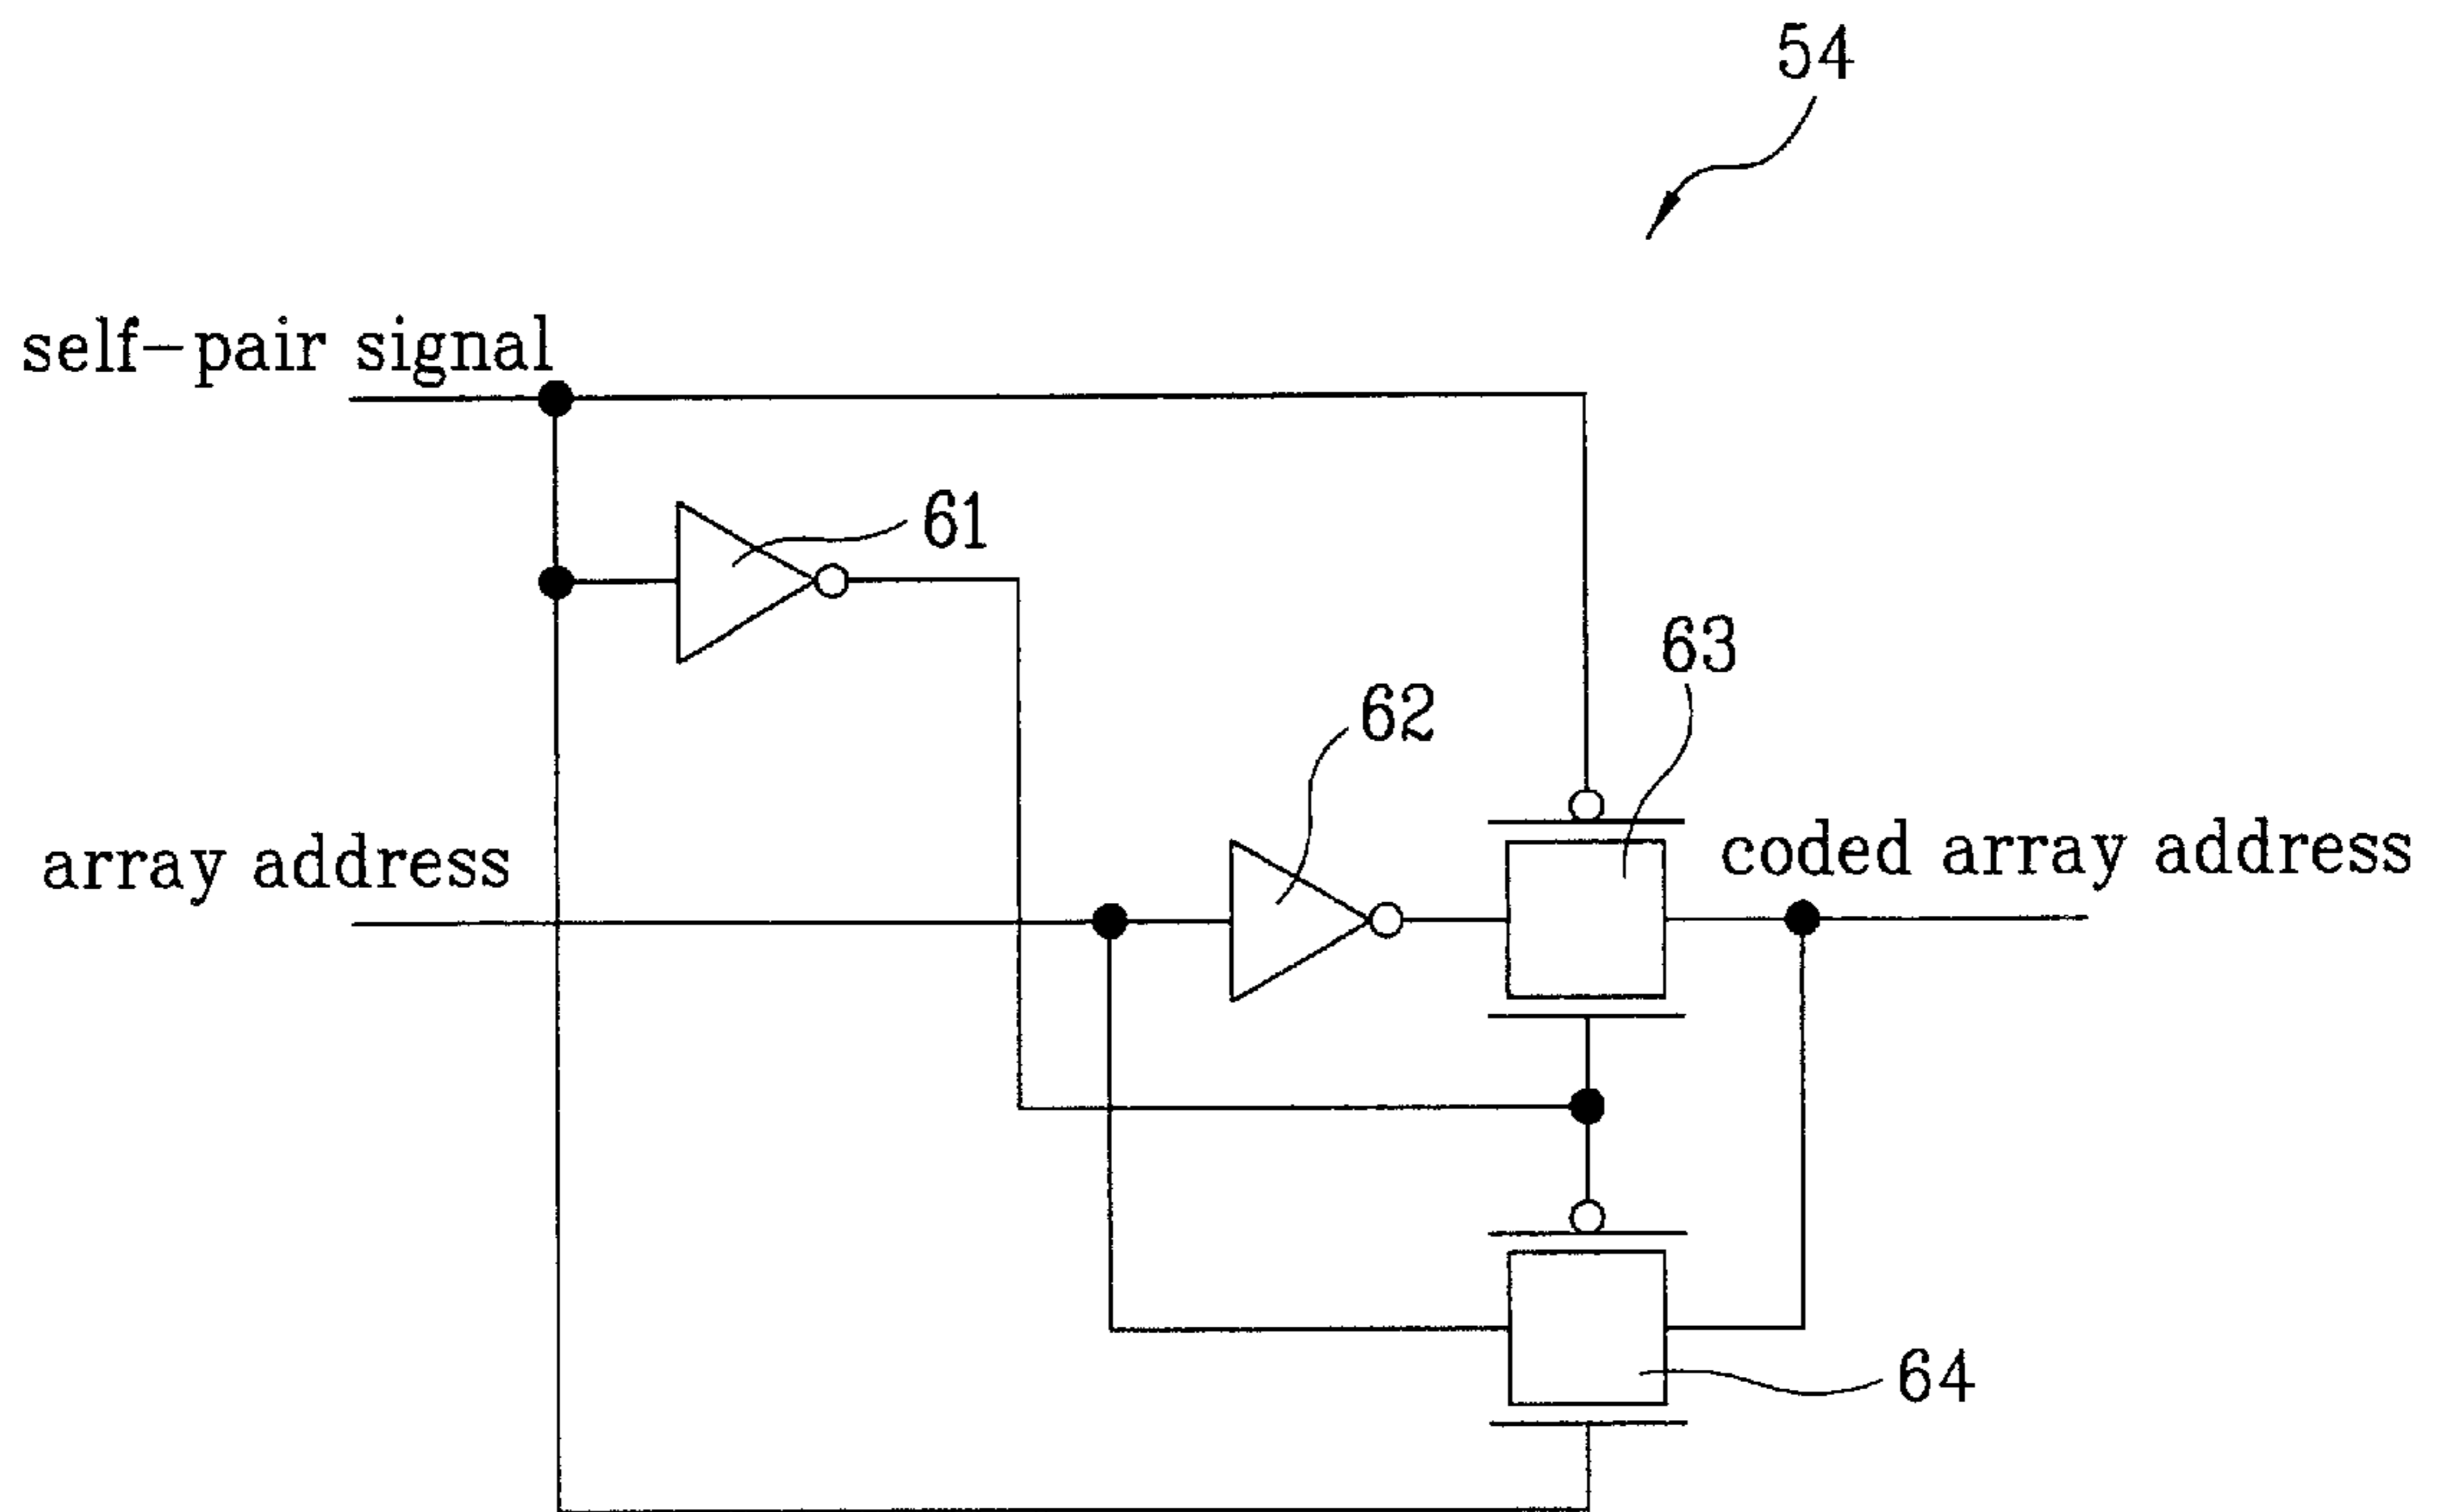 54
self-pair signal
61
63
62
array address
coded array address
64